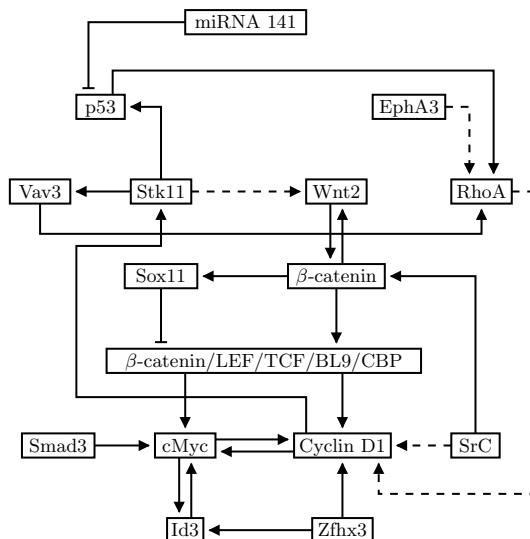 miRNA 141
p53
EphA3
Vav3
Stk11
Wnt2
RhoA
Sox11
β-catenin
β-catenin/LEF/TCF/BL9/CBP
Smad3
cMyc
Cyclin D1
SrC
Id3
Zfhx3